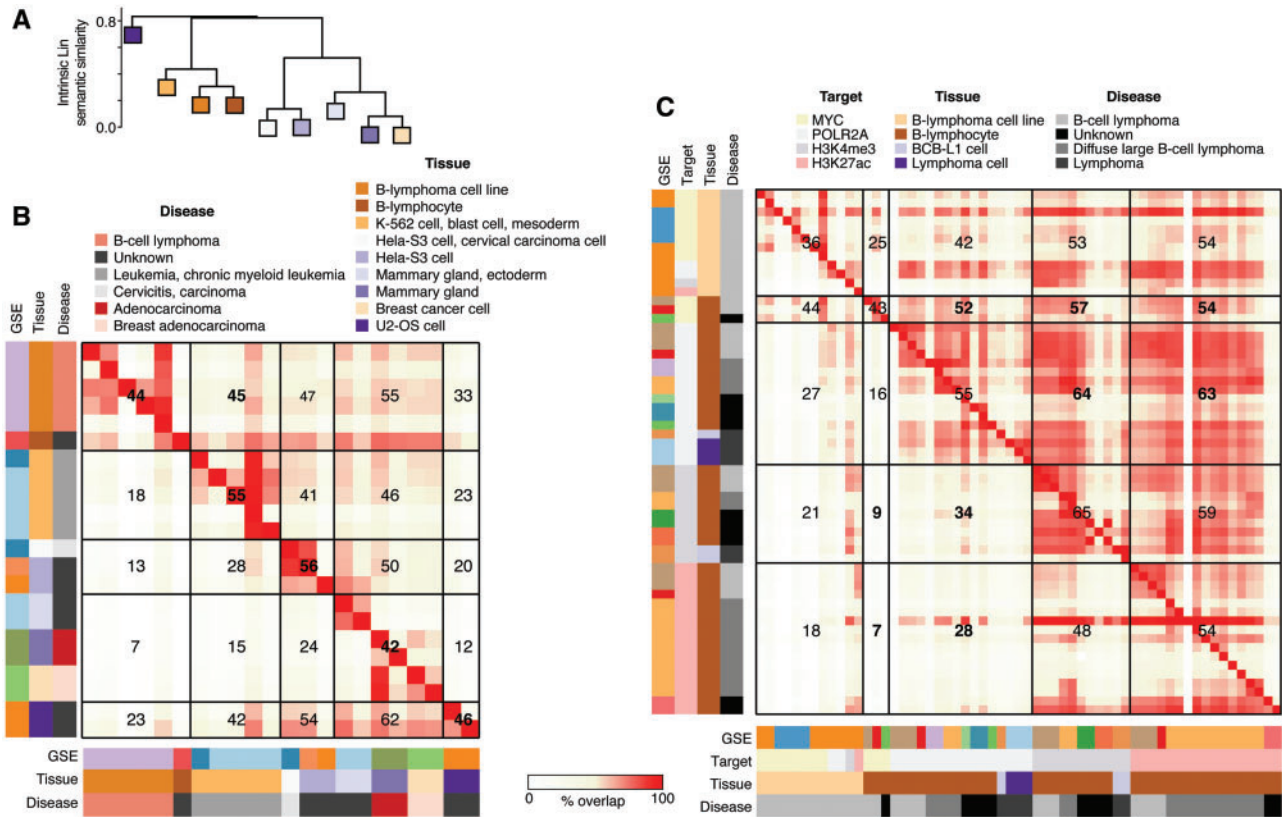 A
0.8
0.0
Intrinsic Lin
semantic similarity
Tissue
B-lymphoma cell line
B-lymphocyte
K-562 cell, blast cell, mesoderm
Hela-S3 cell, cervical carcinoma cell
Hela-S3 cell
Mammary gland, ectoderm
Mammary gland
Breast cancer cell
U2-OS cell
B
Disease
B-cell lymphoma
Unknown
Leukemia, chronic myeloid leukemia
Cervicitis, carcinoma
Adenocarcinoma
Breast adenocarcinoma
GSE
Tissue
Disease
44 45 47 55 33
18 55 41 46 23
13 28 56 50 20
7 15 24 42 12
23 42 54 62 46
GSE
Tissue
Disease
0 % overlap 100
C
Target
MYC
POLR2A
H3K4me3
H3K27ac
Tissue
B-lymphoma cell line
B-lymphocyte
BCB-L1 cell
Lymphoma cell
Disease
B-cell lymphoma
Unknown
Diffuse large B-cell lymphoma
Lymphoma
GSE
Target
Tissue
Disease
36 25 42 53 54
44 43 52 57 54
27 16 55 64 63
21 9 34 65 59
18 7 28 48 54
GSE
Target
Tissue
Disease